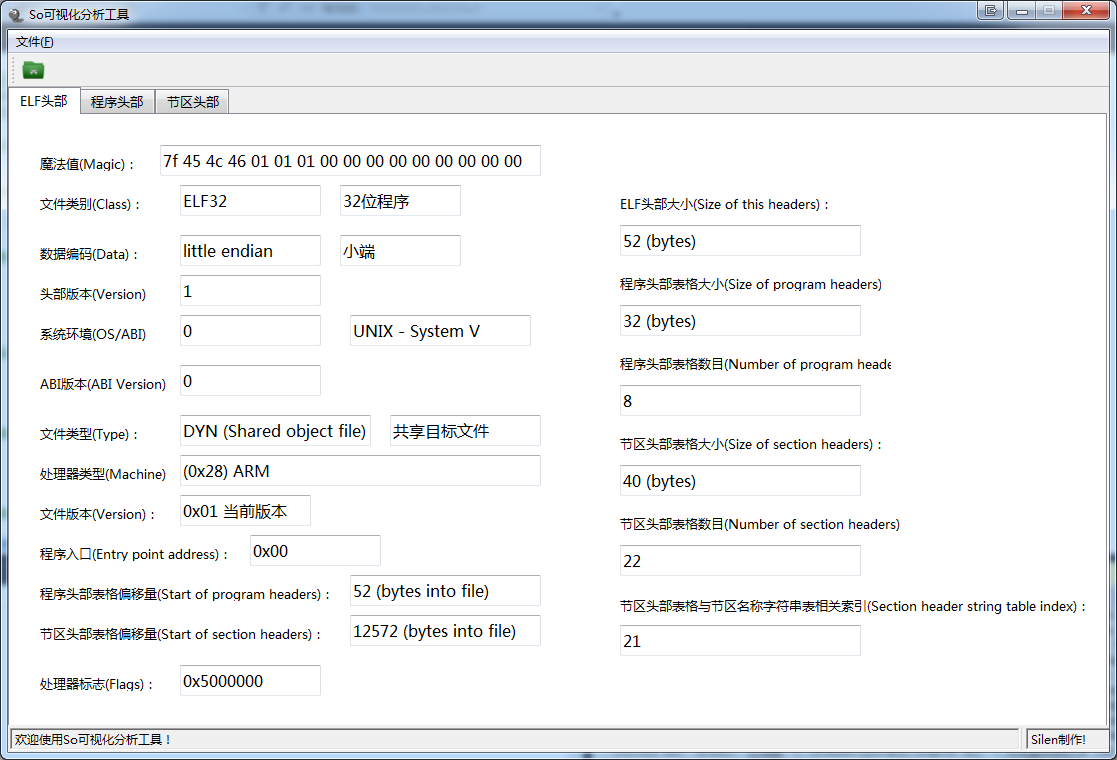 So可视化分析工具
文件(F)
ELF头部 程序头部 节区头部
魔法值(Magic)： 7f 45 4c 46 01 01 01 00 00 00 00 00 00 00 00 00
文件类别(Class)： ELF32 32位程序
数据编码(Data)： little endian 小端
头部版本(Version) 1
系统环境(OS/ABI) 0 UNIX - System V
ABI版本(ABI Version) 0
文件类型(Type)： DYN (Shared object file) 共享目标文件
处理器类型(Machine) (0x28) ARM
文件版本(Version)： 0x01 当前版本
程序入口(Entry point address)： 0x00
程序头部表格偏移量(Start of program headers)： 52 (bytes into file)
节区头部表格偏移量(Start of section headers)： 12572 (bytes into file)
处理器标志(Flags)： 0x5000000
ELF头部大小(Size of this headers)：
52 (bytes)
程序头部表格大小(Size of program headers)
32 (bytes)
程序头部表格数目(Number of program heade
8
节区头部表格大小(Size of section headers)：
40 (bytes)
节区头部表格数目(Number of section headers)
22
节区头部表格与节区名称字符串表相关索引(Section header string table index)：
21
欢迎使用So可视化分析工具！ Silen制作!